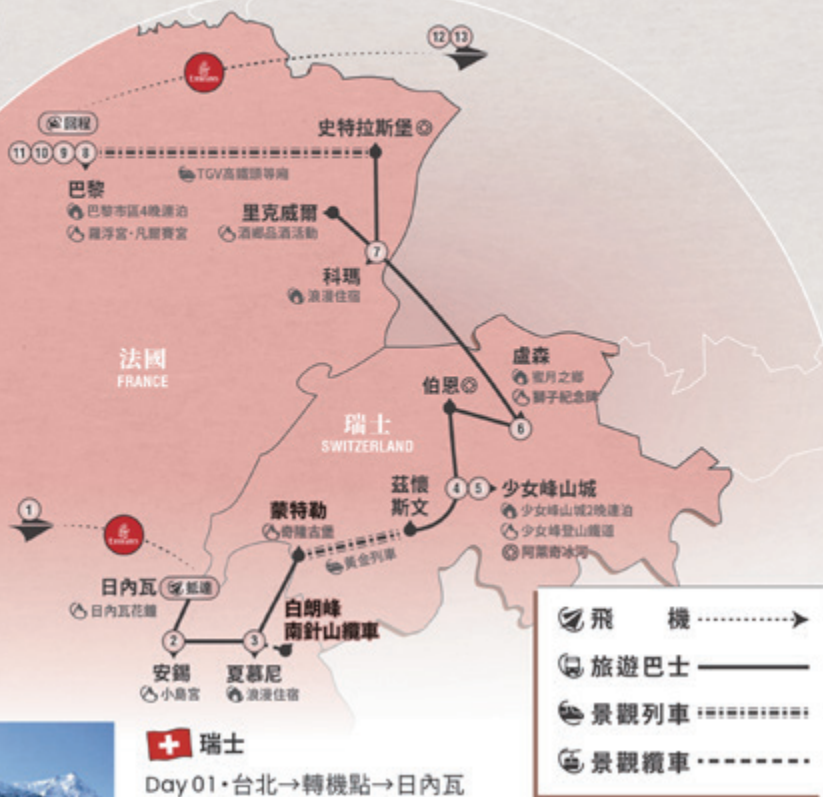 12 13
Emirates
回程
11 10 9 8
TGV高鐵頭等廂
史特拉斯堡
巴黎
巴黎市區4晚連泊
羅浮宮·凡爾賽宮
里克威爾
酒鄉品酒活動
7
科瑪
浪漫住宿
法國
FRANCE
盧森
蜜月之鄉
獅子紀念碑
伯恩
6
瑞士
SWITZERLAND
茲懷
斯文
4 5
少女峰山城
少女峰山城2晚連泊
少女峰登山鐵道
阿萊奇冰河
1
Emirates
蒙特勒
奇隆古堡
黃金列車
日內瓦
抵達
日內瓦花鐘
白朗峰
南針山纜車
2
3
安錫
小島宮
夏慕尼
浪漫住宿
飛 機
旅遊巴士
景觀列車
景觀纜車
瑞士
Day 01·台北→轉機點→日內瓦